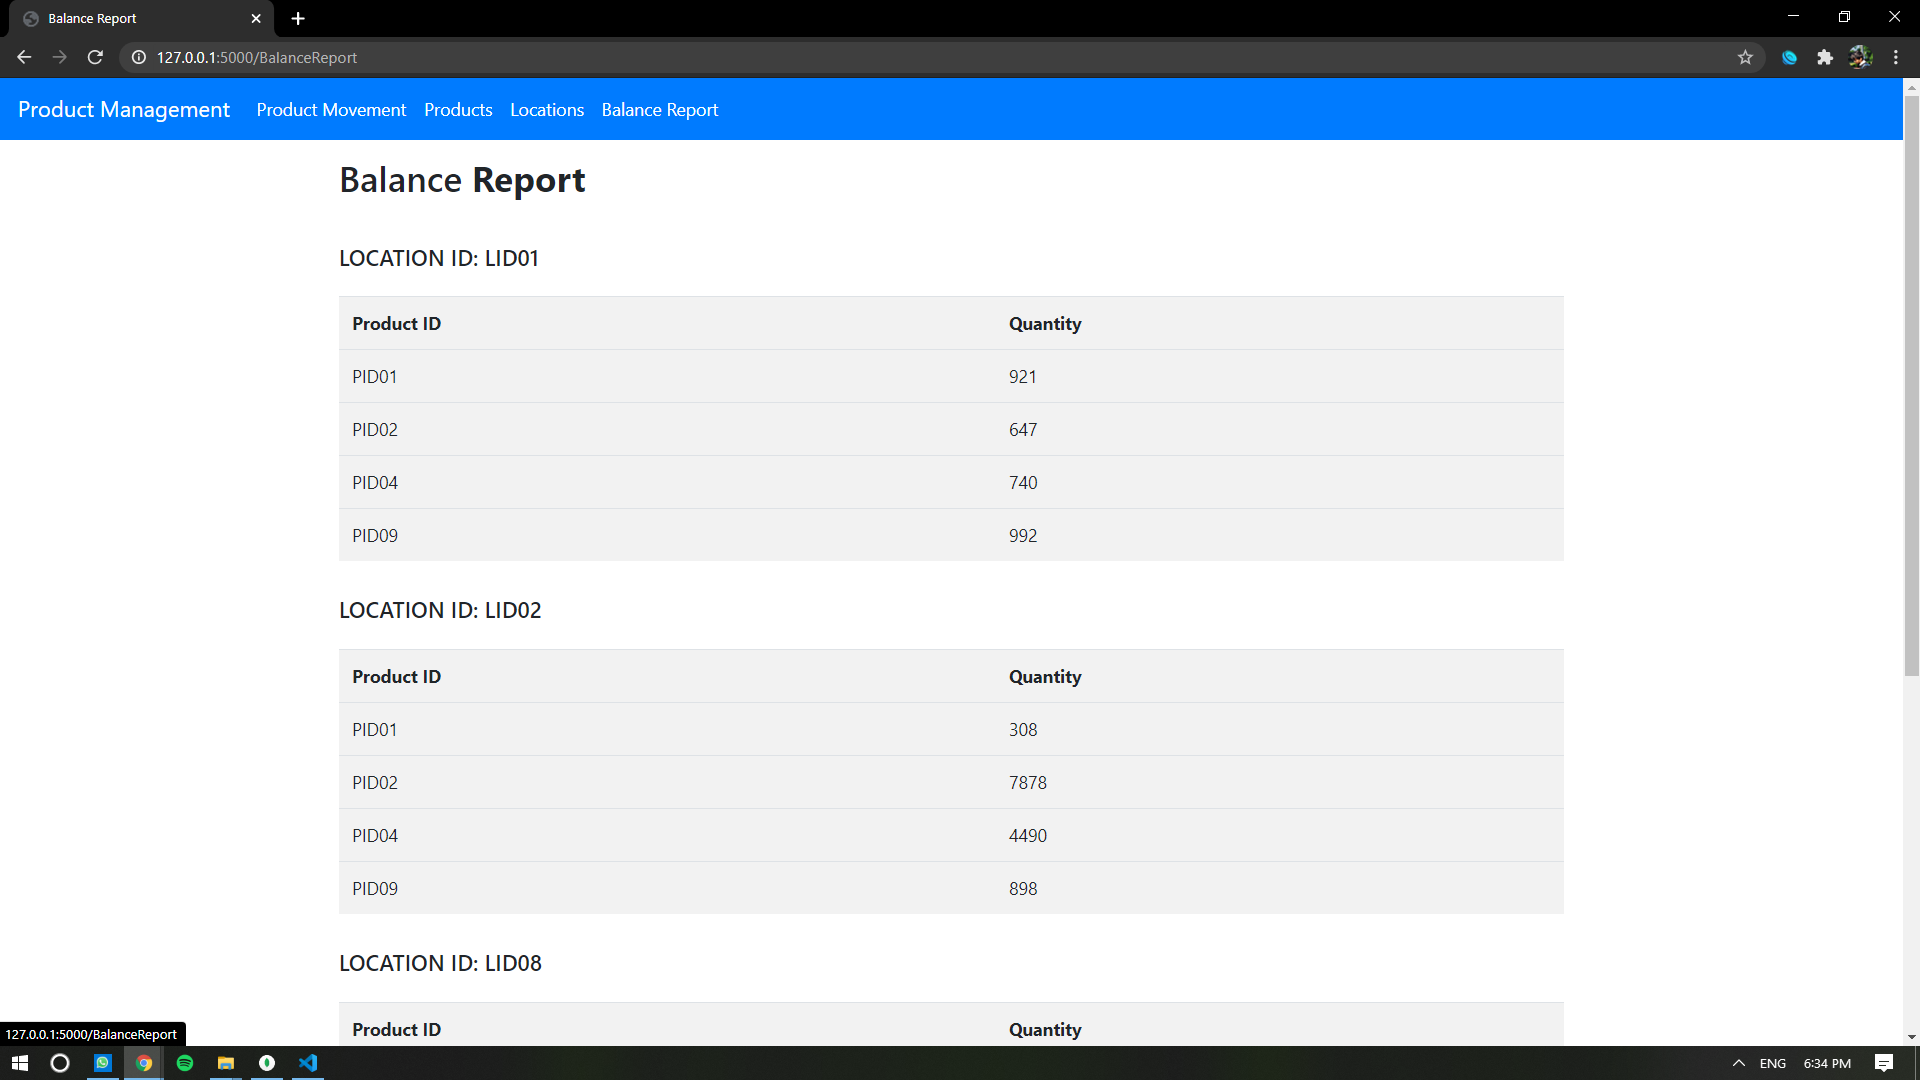 Balance Report
127.0.0.1:5000/BalanceReport
Product Management Product Movement Products Locations Balance Report
Balance Report
LOCATION ID: LID01
Product ID Quantity
PID01 921
PID02 647
PID04 740
PID09 992
LOCATION ID: LID02
Product ID Quantity
PID01 308
PID02 7878
PID04 4490
PID09 898
LOCATION ID: LID08
Product ID Quantity
127.0.0.1:5000/BalanceReport
ENG 6:34 PM